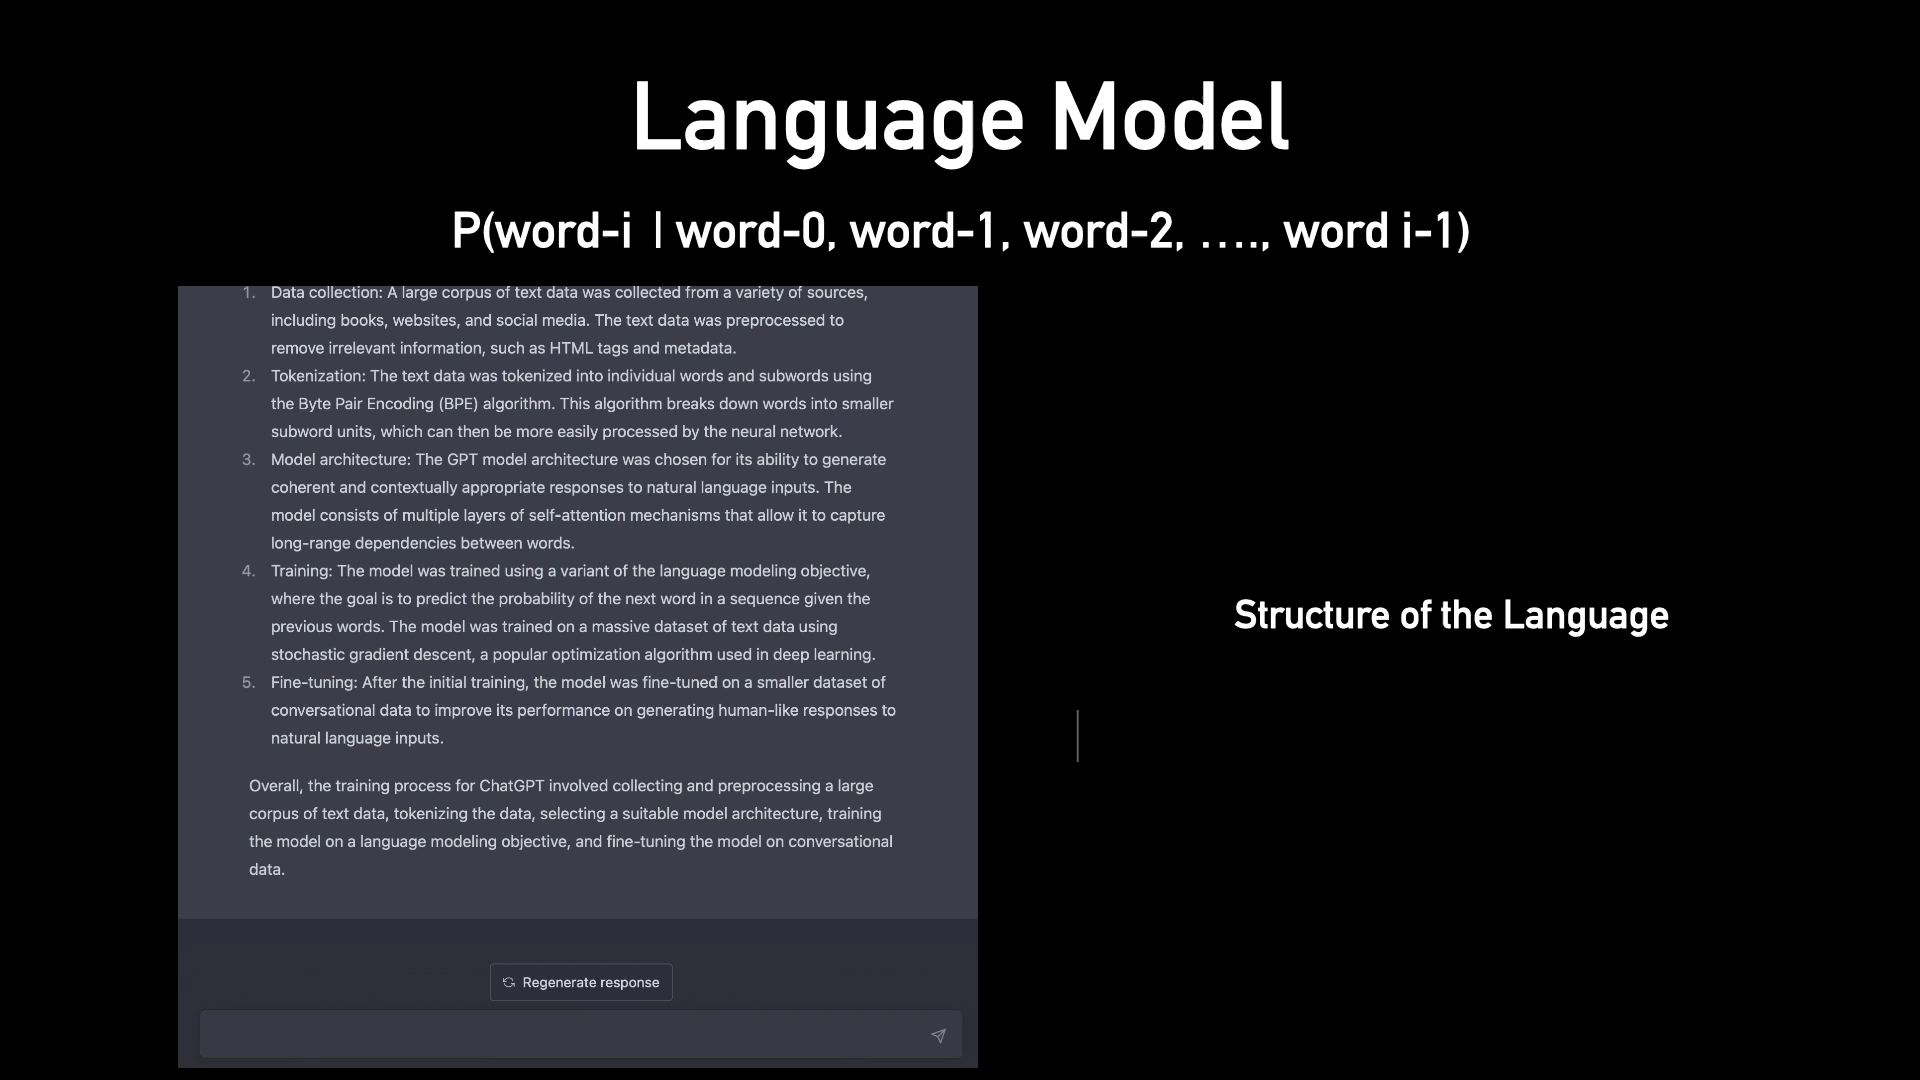 Language Model
P(word-i | word-0, word-1, word-2, …., word i-1)
1. Data collection: A large corpus of text data was collected from a variety of sources,
including books, websites, and social media. The text data was preprocessed to
remove irrelevant information, such as HTML tags and metadata.
2. Tokenization: The text data was tokenized into individual words and subwords using
the Byte Pair Encoding (BPE) algorithm. This algorithm breaks down words into smaller
subword units, which can then be more easily processed by the neural network.
3. Model architecture: The GPT model architecture was chosen for its ability to generate
coherent and contextually appropriate responses to natural language inputs. The
model consists of multiple layers of self-attention mechanisms that allow it to capture
long-range dependencies between words.
4. Training: The model was trained using a variant of the language modeling objective,
where the goal is to predict the probability of the next word in a sequence given the
previous words. The model was trained on a massive dataset of text data using
stochastic gradient descent, a popular optimization algorithm used in deep learning.
5. Fine-tuning: After the initial training, the model was fine-tuned on a smaller dataset of
conversational data to improve its performance on generating human-like responses to
natural language inputs.
Overall, the training process for ChatGPT involved collecting and preprocessing a large
corpus of text data, tokenizing the data, selecting a suitable model architecture, training
the model on a language modeling objective, and fine-tuning the model on conversational
data.
Regenerate response
Structure of the Language